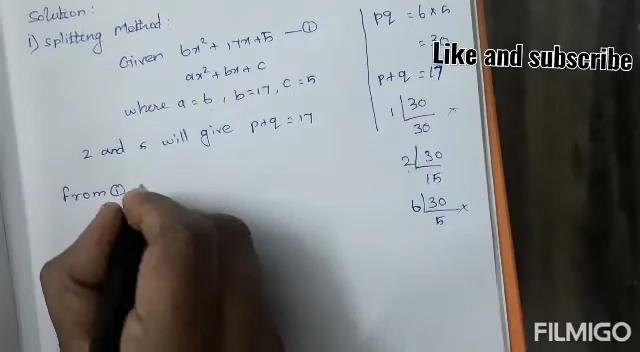 Solution:
1) splitting Method:
Given 6x² + 17x + 5 — ①
ax² + bx + c
where a = 6, b = 17, c = 5
2 and 5 will give p+q = 17
from ①
pq = 6 × 5
= 30
p+q = 17
1 | 30 ×
30
2 | 30
15
6 | 30 ×
5
Like and subscribe
FILMIGO